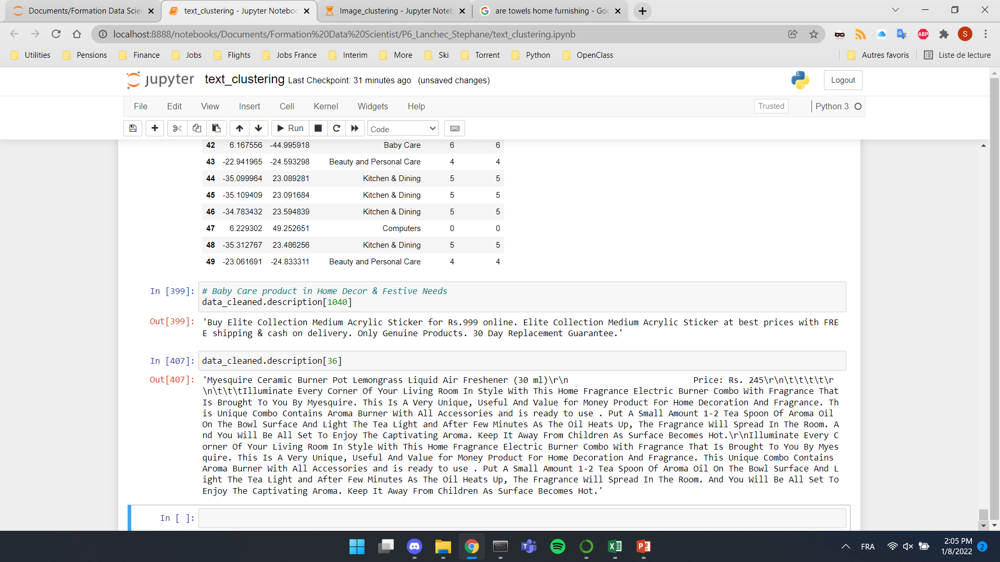 Documents/Formation Data Scien
text_clustering - Jupyter Notebook
Image_clustering - Jupyter Noteb
are towels home furnishing - Goo
localhost:8888/notebooks/Documents/Formation%20Data%20Scientist/P6_Lanchec_Stephane/text_clustering.ipynb
ABP
S
Utilities Pensions Finance Jobs Flights Jobs France Interim More Ski Torrent Python OpenClass Autres favoris Liste de lecture
jupyter text_clustering Last Checkpoint: 31 minutes ago (unsaved changes) Logout
File Edit View Insert Cell Kernel Widgets Help Trusted Python 3
Run Code
42 6.167556 -44.995918 Baby Care 6 6
43 -22.941965 -24.593298 Beauty and Personal Care 4 4
44 -35.099964 23.089281 Kitchen & Dining 5 5
45 -35.109409 23.091684 Kitchen & Dining 5 5
46 -34.783432 23.594839 Kitchen & Dining 5 5
47 6.229302 49.252651 Computers 0 0
48 -35.312767 23.486256 Kitchen & Dining 5 5
49 -23.061691 -24.833311 Beauty and Personal Care 4 4
In [399]: # Baby Care product in Home Decor & Festive Needs
data_cleaned.description[1040]
Out[399]: 'Buy Elite Collection Medium Acrylic Sticker for Rs.999 online. Elite Collection Medium Acrylic Sticker at best prices with FRE
E shipping & cash on delivery. Only Genuine Products. 30 Day Replacement Guarantee.'
In [407]: data_cleaned.description[36]
Out[407]: 'Myesquire Ceramic Burner Pot Lemongrass Liquid Air Freshener (30 ml)\r\n Price: Rs. 245\r\n\t\t\t\t\r
\n\t\t\tIlluminate Every Corner Of Your Living Room In Style With This Home Fragrance Electric Burner Combo With Fragrance That
Is Brought To You By Myesquire. This Is A Very Unique, Useful And Value for Money Product For Home Decoration And Fragrance. Th
is Unique Combo Contains Aroma Burner With All Accessories and is ready to use . Put A Small Amount 1-2 Tea Spoon Of Aroma Oil
On The Bowl Surface And Light The Tea Light and After Few Minutes As The Oil Heats Up, The Fragrance Will Spread In The Room. A
nd You Will Be All Set To Enjoy The Captivating Aroma. Keep It Away From Children As Surface Becomes Hot.\r\nIlluminate Every C
orner Of Your Living Room In Style With This Home Fragrance Electric Burner Combo With Fragrance That Is Brought To You By Myes
quire. This Is A Very Unique, Useful And Value for Money Product For Home Decoration And Fragrance. This Unique Combo Contains
Aroma Burner With All Accessories and is ready to use . Put A Small Amount 1-2 Tea Spoon Of Aroma Oil On The Bowl Surface And L
ight The Tea Light and After Few Minutes As The Oil Heats Up, The Fragrance Will Spread In The Room. And You Will Be All Set To
Enjoy The Captivating Aroma. Keep It Away From Children As Surface Becomes Hot.'
In [ ]:
FRA
2:05 PM
1/8/2022
2